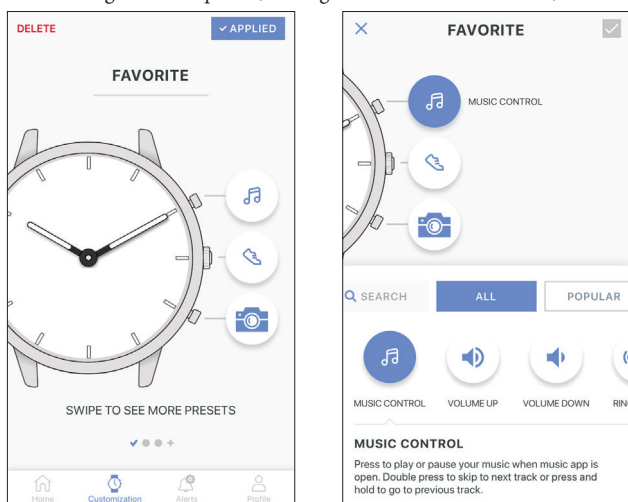 DELETE
✓ APPLIED
FAVORITE
SWIPE TO SEE MORE PRESETS
Home
Customization
Alerts
Profile
FAVORITE
MUSIC CONTROL
SEARCH
ALL
POPULAR
MUSIC CONTROL
VOLUME UP
VOLUME DOWN
MUSIC CONTROL
Press to play or pause your music when music app is
open. Double press to skip to next track or press and
hold to go to previous track.